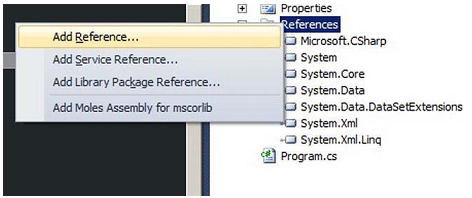 Properties
References
Add Reference...
Add Service Reference...
Add Library Package Reference...
Add Moles Assembly for mscorlib
Microsoft.CSharp
System
System.Core
System.Data
System.Data.DataSetExtensions
System.Xml
System.Xml.Linq
Program.cs